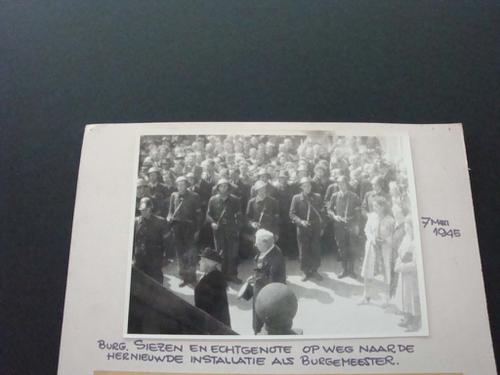 7 MEI
1945
BURG. SIEZEN EN ECHTGENOTE OP WEG NAAR DE
HERNIEUWDE INSTALLATIE ALS BURGEMEESTER.